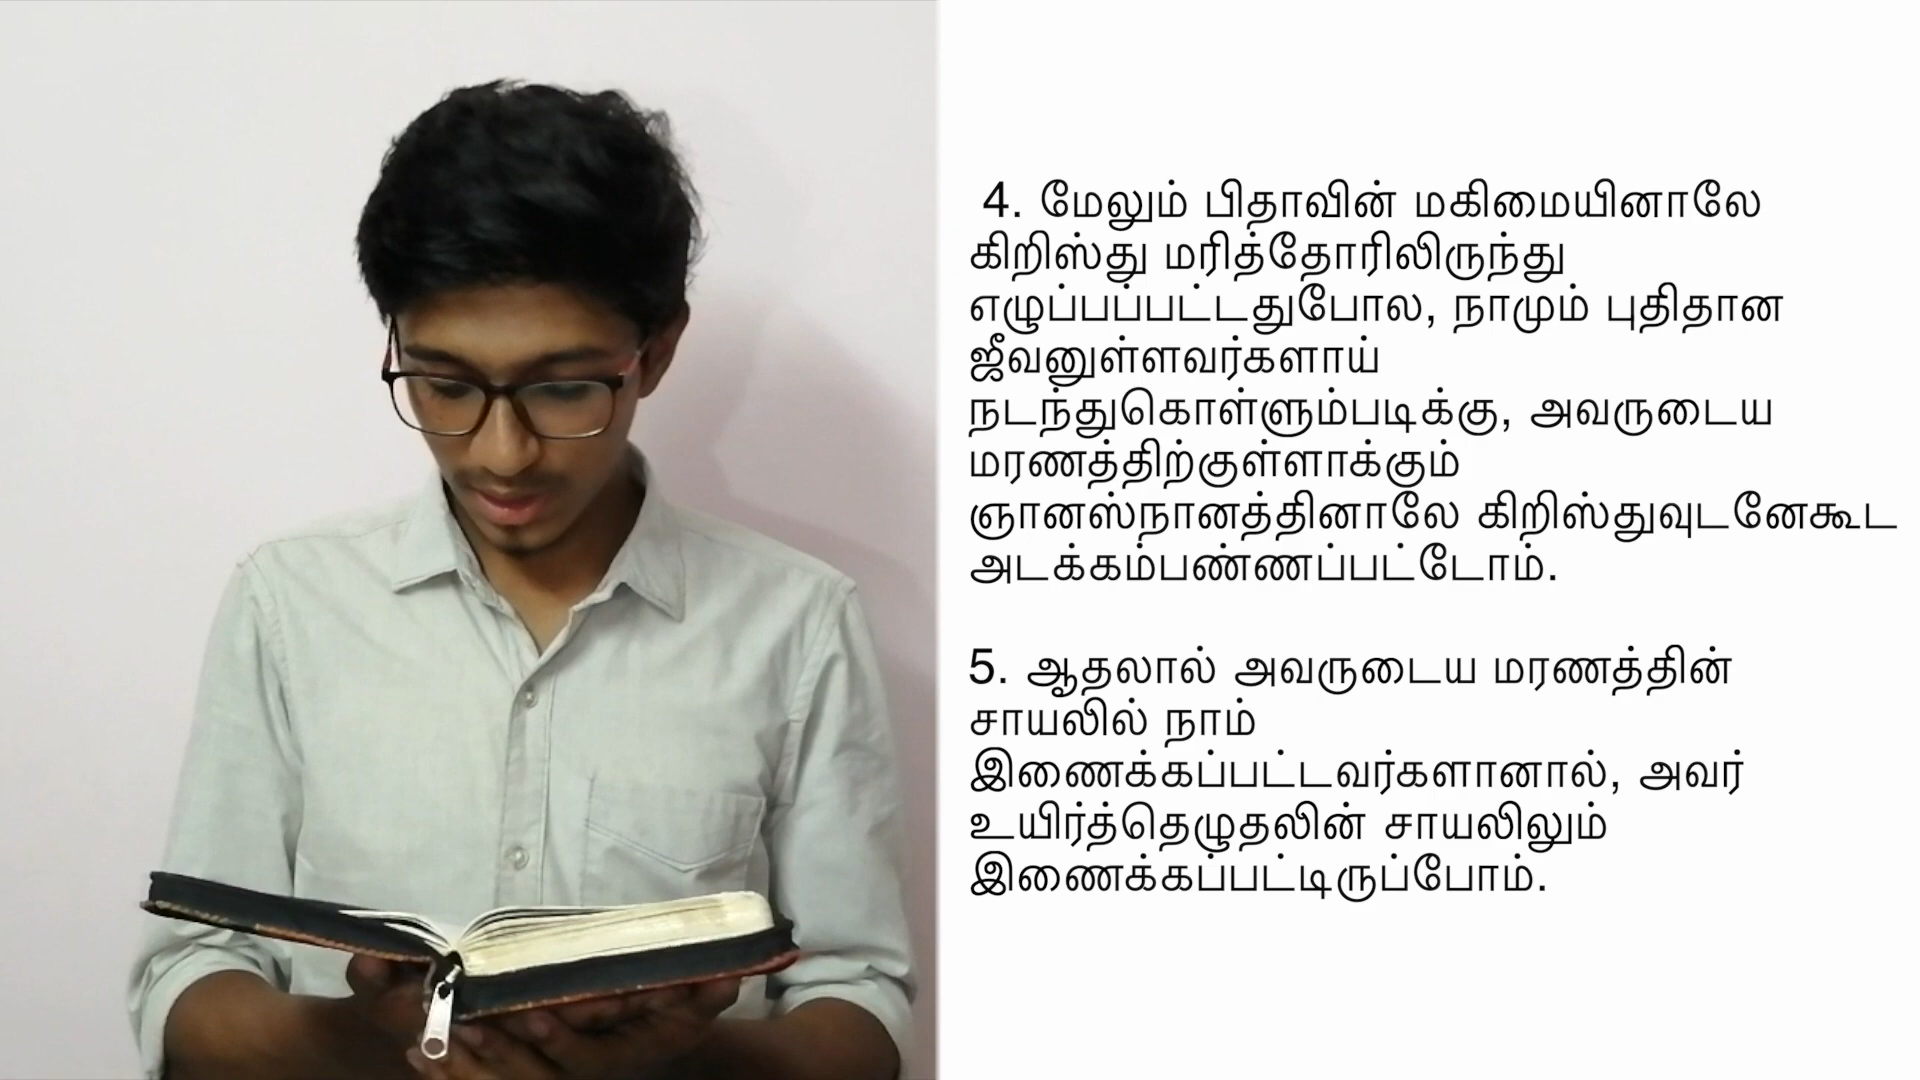 4. மேலும் பிதாவின் மகிமையினாலே
கிறிஸ்து மரித்தோரிலிருந்து
எழுப்பப்பட்டதுபோல, நாமும் புதிதான
ஜீவனுள்ளவர்களாய்
நடந்துகொள்ளும்படிக்கு, அவருடைய
மரணத்திற்குள்ளாக்கும்
ஞானஸ்நானத்தினாலே கிறிஸ்துவுடனேகூட
அடக்கம்பண்ணப்பட்டோம்.
5. ஆதலால் அவருடைய மரணத்தின்
சாயலில் நாம்
இணைக்கப்பட்டவர்களானால், அவர்
உயிர்த்தெழுதலின் சாயலிலும்
இணைக்கப்பட்டிருப்போம்.